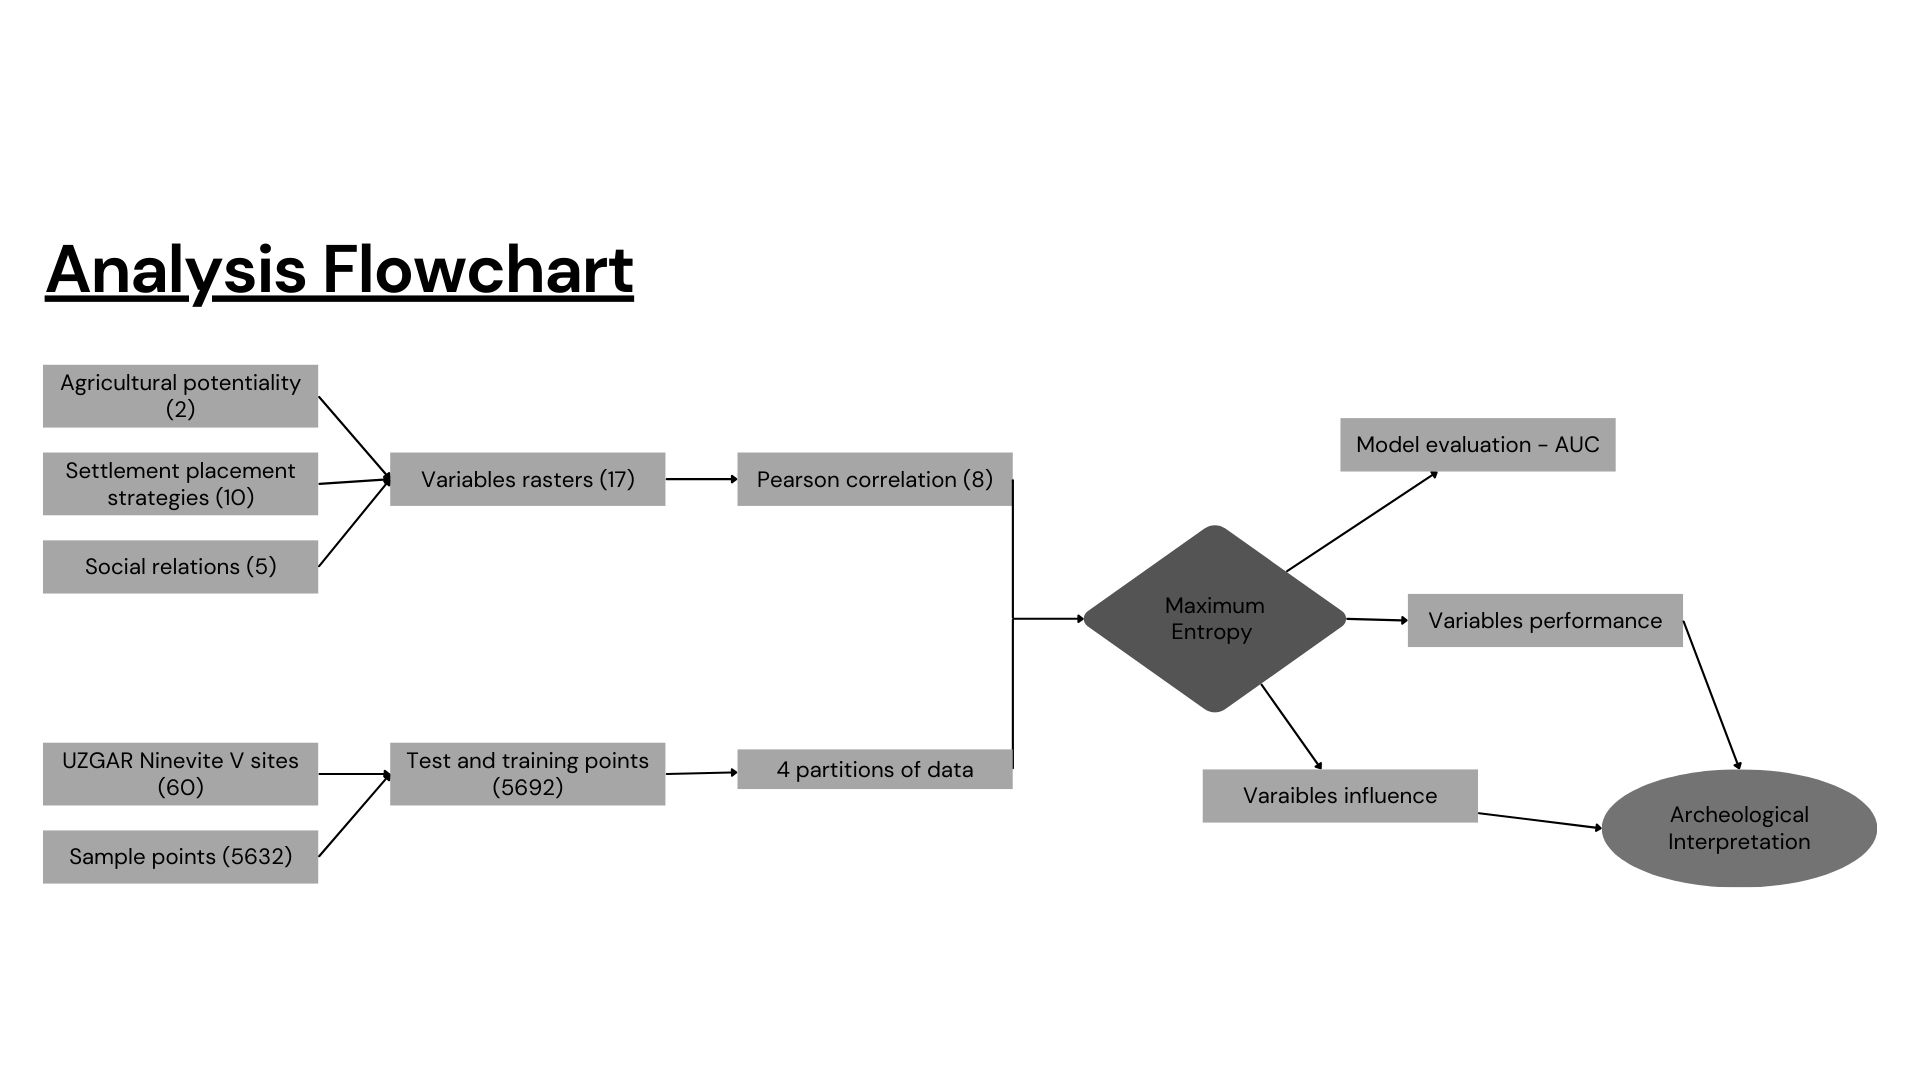 Analysis Flowchart
Agricultural potentiality
(2)
Settlement placement
strategies (10)
Social relations (5)
Variables rasters (17)
Pearson correlation (8)
UZGAR Ninevite V sites
(60)
Sample points (5632)
Test and training points
(5692)
4 partitions of data
Maximum
Entropy
Model evaluation - AUC
Variables performance
Varaibles influence
Archeological
Interpretation